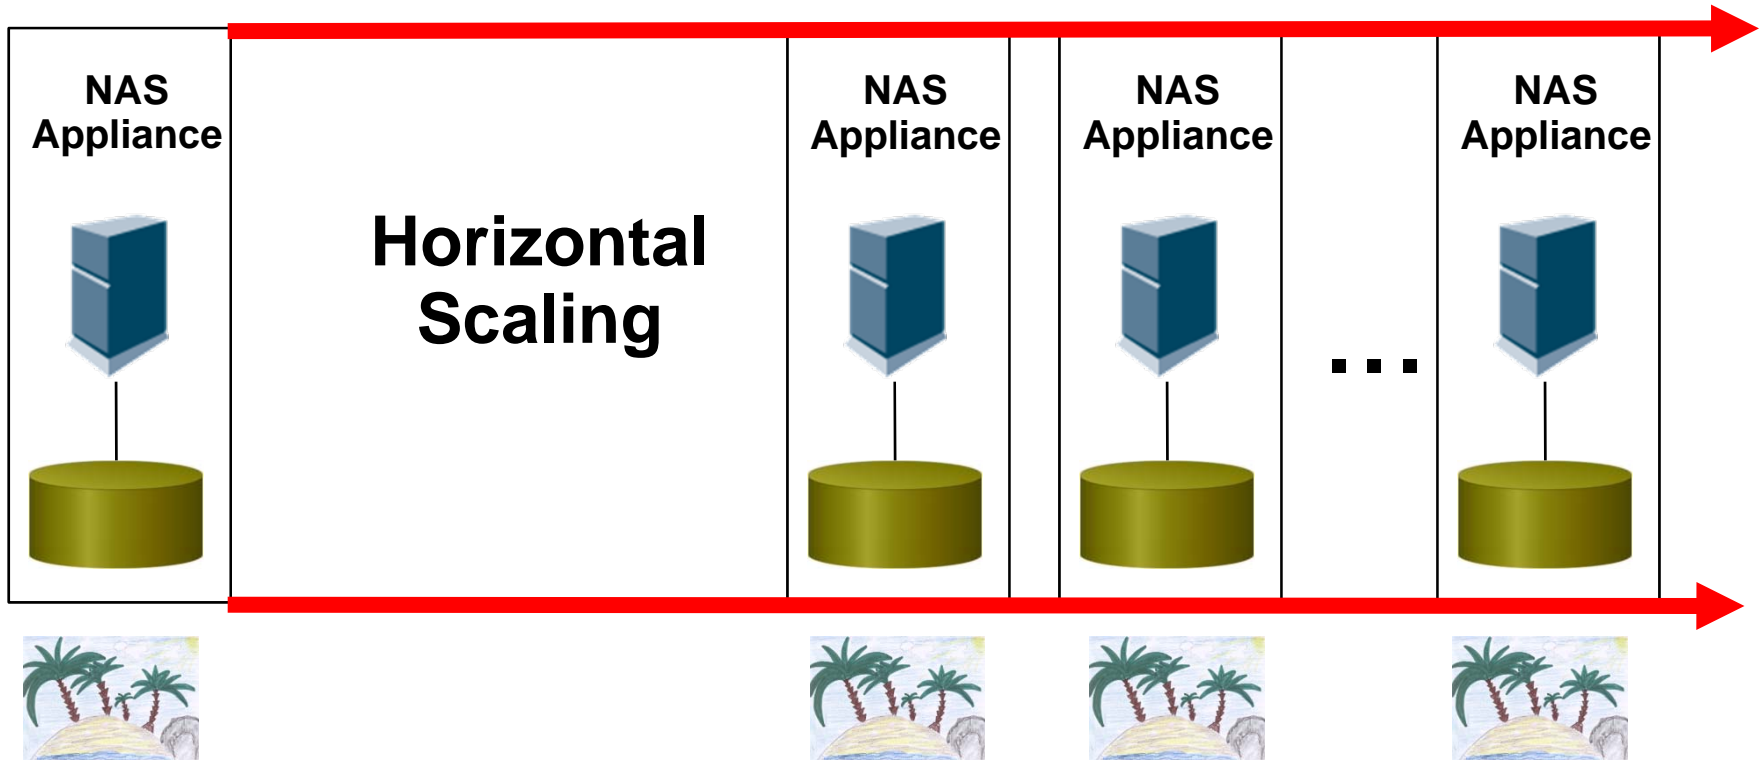 NAS
Appliance
Horizontal
Scaling
NAS
Appliance
NAS
Appliance
...
NAS
Appliance